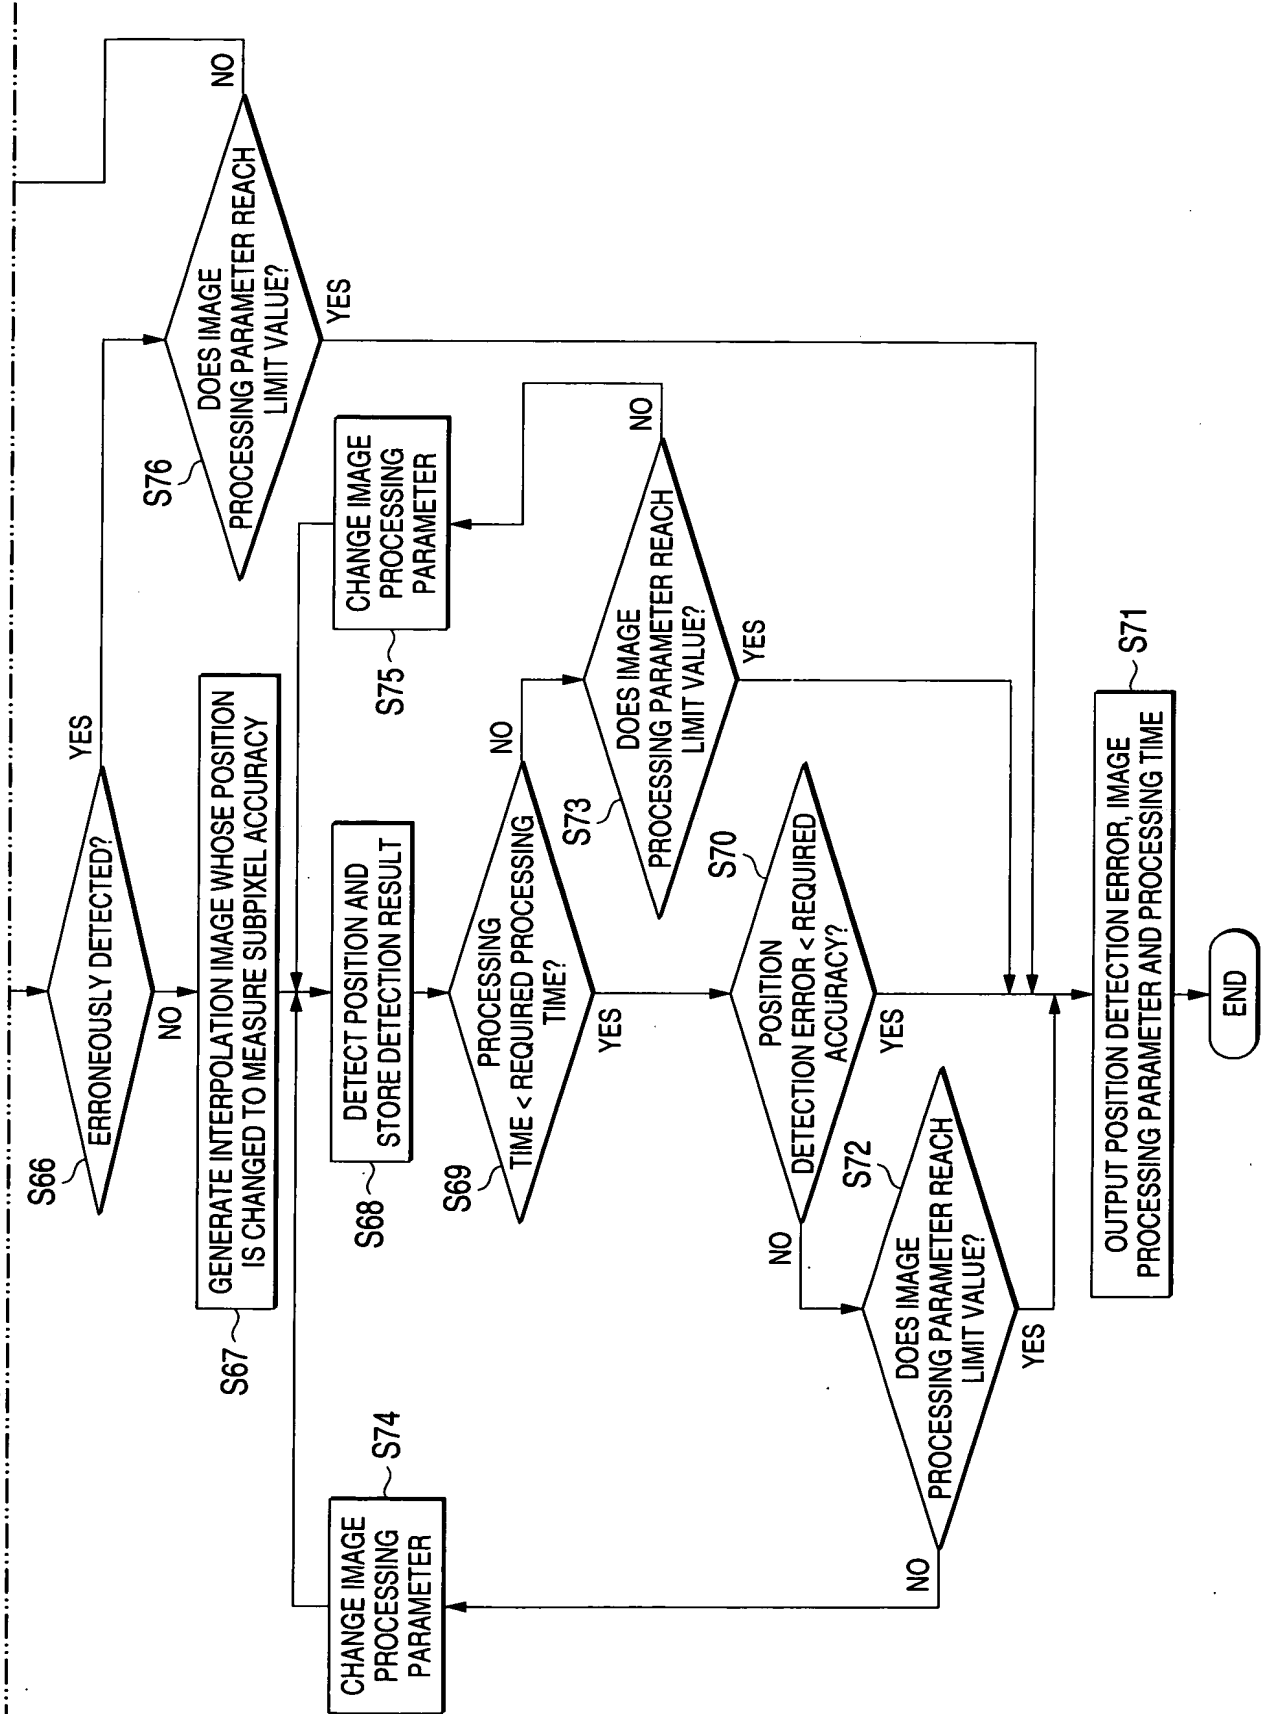 S66
ERRONEOUSLY DETECTED?
YES
NO
S67
GENERATE INTERPOLATION IMAGE WHOSE POSITION
IS CHANGED TO MEASURE SUBPIXEL ACCURACY
S76
DOES IMAGE
PROCESSING PARAMETER REACH
LIMIT VALUE?
NO
YES
S74
CHANGE IMAGE
PROCESSING
PARAMETER
S68
DETECT POSITION AND
STORE DETECTION RESULT
S75
CHANGE IMAGE
PROCESSING
PARAMETER
S69
PROCESSING
TIME < REQUIRED PROCESSING
TIME?
NO
YES
S73
DOES IMAGE
PROCESSING PARAMETER REACH
LIMIT VALUE?
NO
YES
S70
POSITION
DETECTION ERROR < REQUIRED
ACCURACY?
NO
YES
S72
DOES IMAGE
PROCESSING PARAMETER REACH
LIMIT VALUE?
NO
YES
S71
OUTPUT POSITION DETECTION ERROR, IMAGE
PROCESSING PARAMETER AND PROCESSING TIME
END